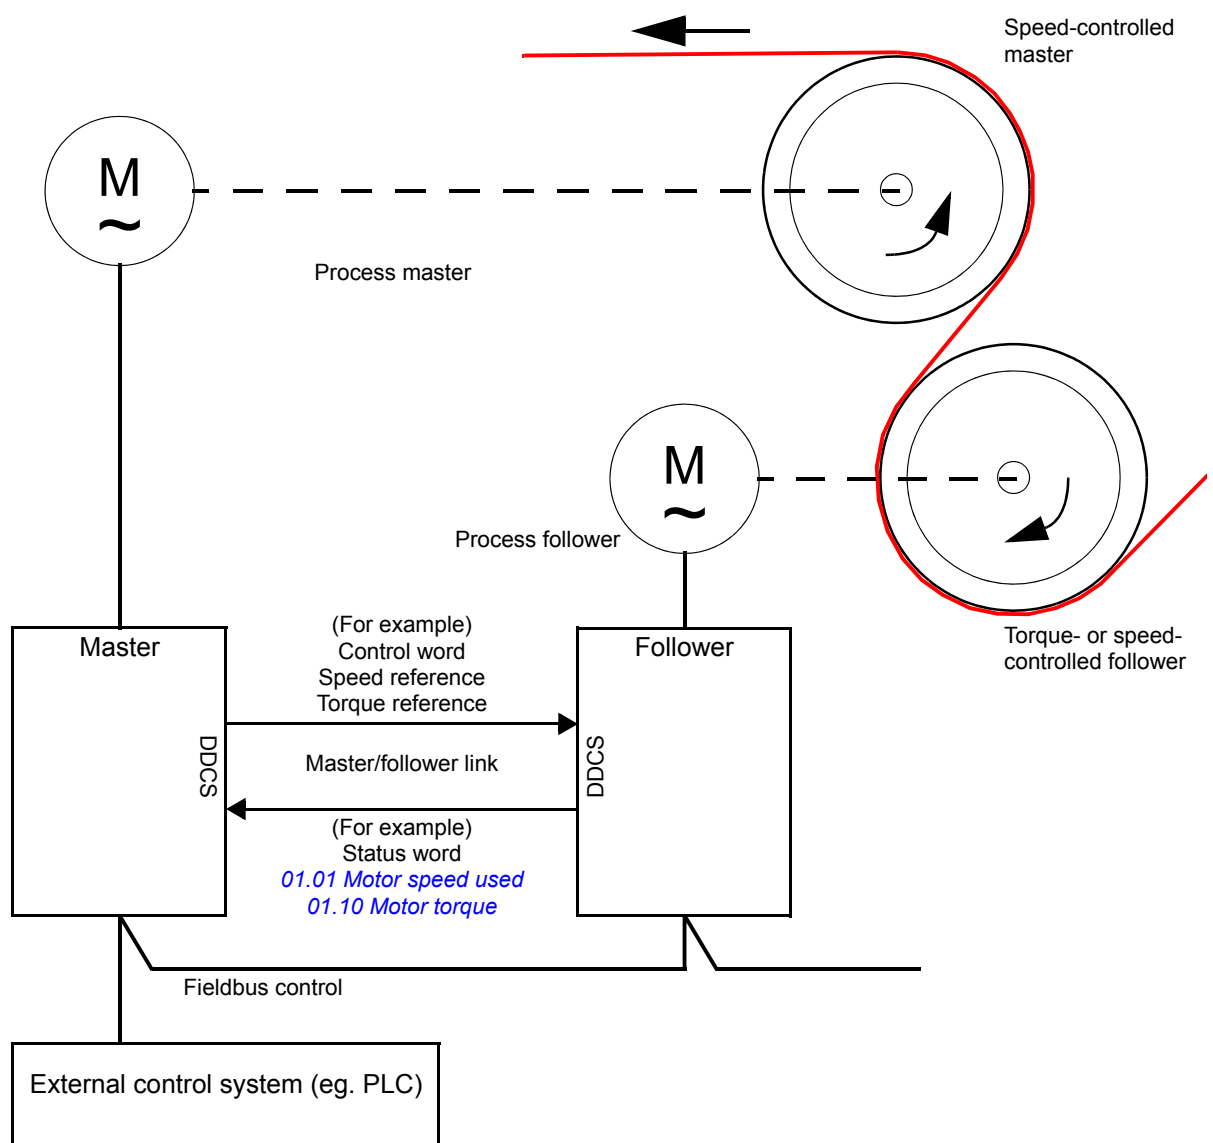 Speed-controlled
master
M
~
Process master
M
~
Process follower
Torque- or speed-
controlled follower
Master
(For example)
Control word
Speed reference
Torque reference
Follower
DDCS
Master/follower link
DDCS
(For example)
Status word
01.01 Motor speed used
01.10 Motor torque
Fieldbus control
External control system (eg. PLC)